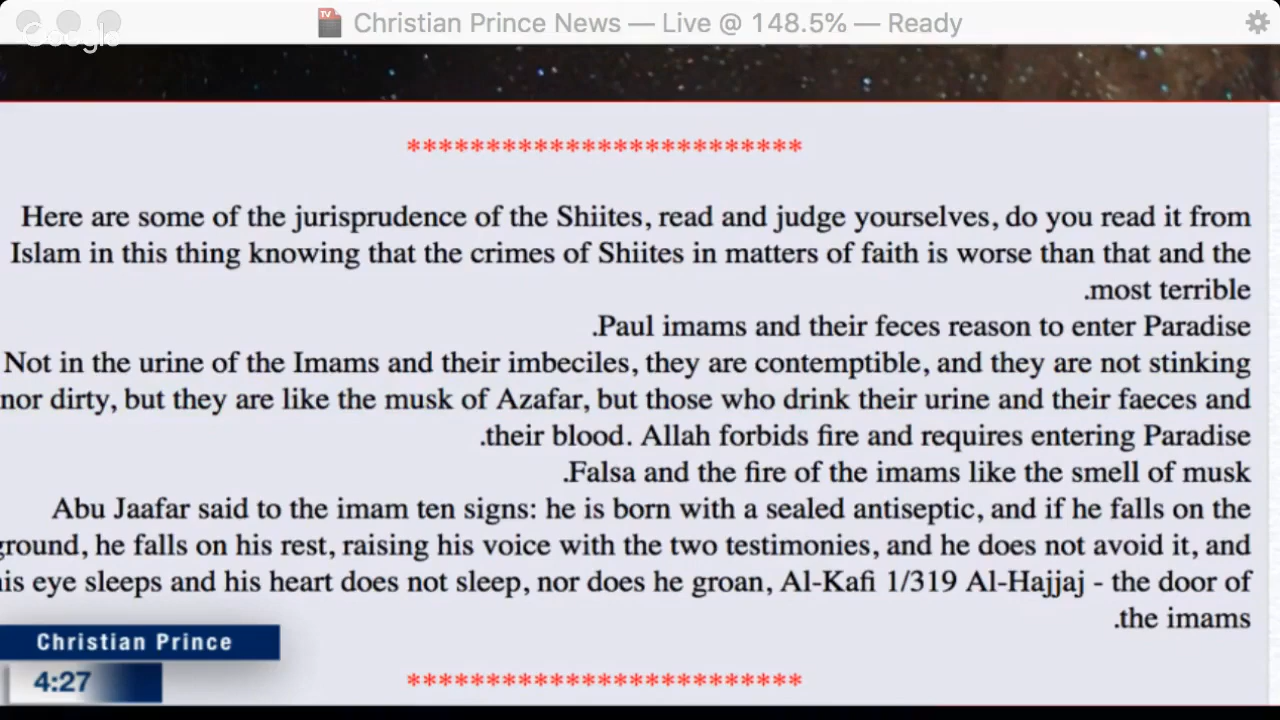 Christian Prince News — Live @ 148.5% — Ready
Google
TV
************************
Here are some of the jurisprudence of the Shiites, read and judge yourselves, do you read it from
Islam in this thing knowing that the crimes of Shiites in matters of faith is worse than that and the
.most terrible
.Paul imams and their feces reason to enter Paradise
Not in the urine of the Imams and their imbeciles, they are contemptible, and they are not stinking
nor dirty, but they are like the musk of Azafar, but those who drink their urine and their faeces and
.their blood. Allah forbids fire and requires entering Paradise
.Falsa and the fire of the imams like the smell of musk
Abu Jaafar said to the imam ten signs: he is born with a sealed antiseptic, and if he falls on the
ground, he falls on his rest, raising his voice with the two testimonies, and he does not avoid it, and
his eye sleeps and his heart does not sleep, nor does he groan, Al-Kafi 1/319 Al-Hajjaj - the door of
.the imams
Christian Prince
4:27
************************